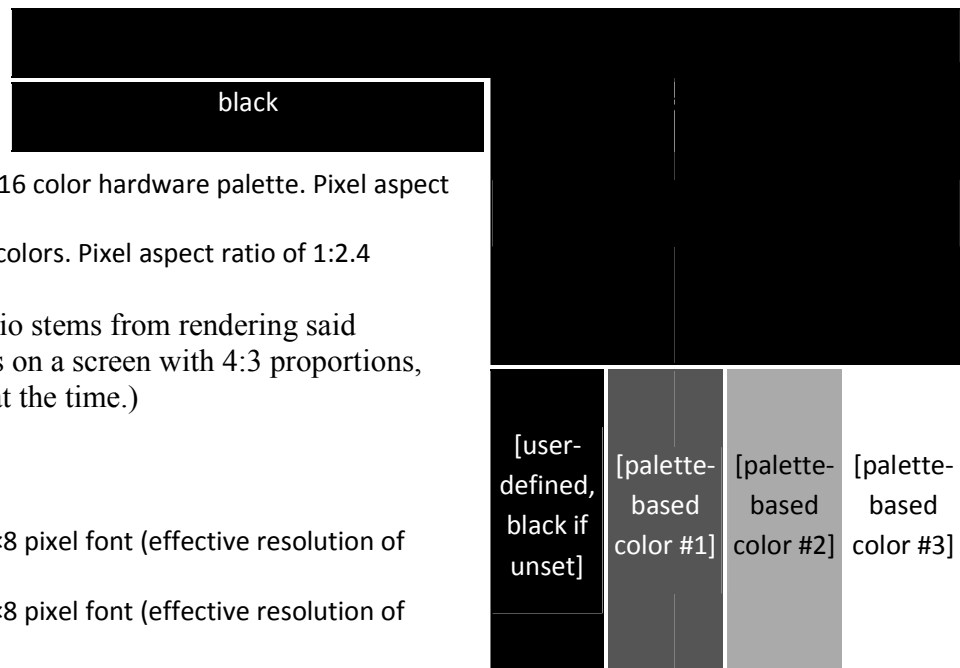 black
16 color hardware palette. Pixel aspect
colors. Pixel aspect ratio of 1:2.4
io stems from rendering said
s on a screen with 4:3 proportions,
at the time.)
×8 pixel font (effective resolution of
×8 pixel font (effective resolution of
[user-
defined,
black if
unset]
[palette-
based
color #1]
[palette-
based
color #2]
[palette-
based
color #3]